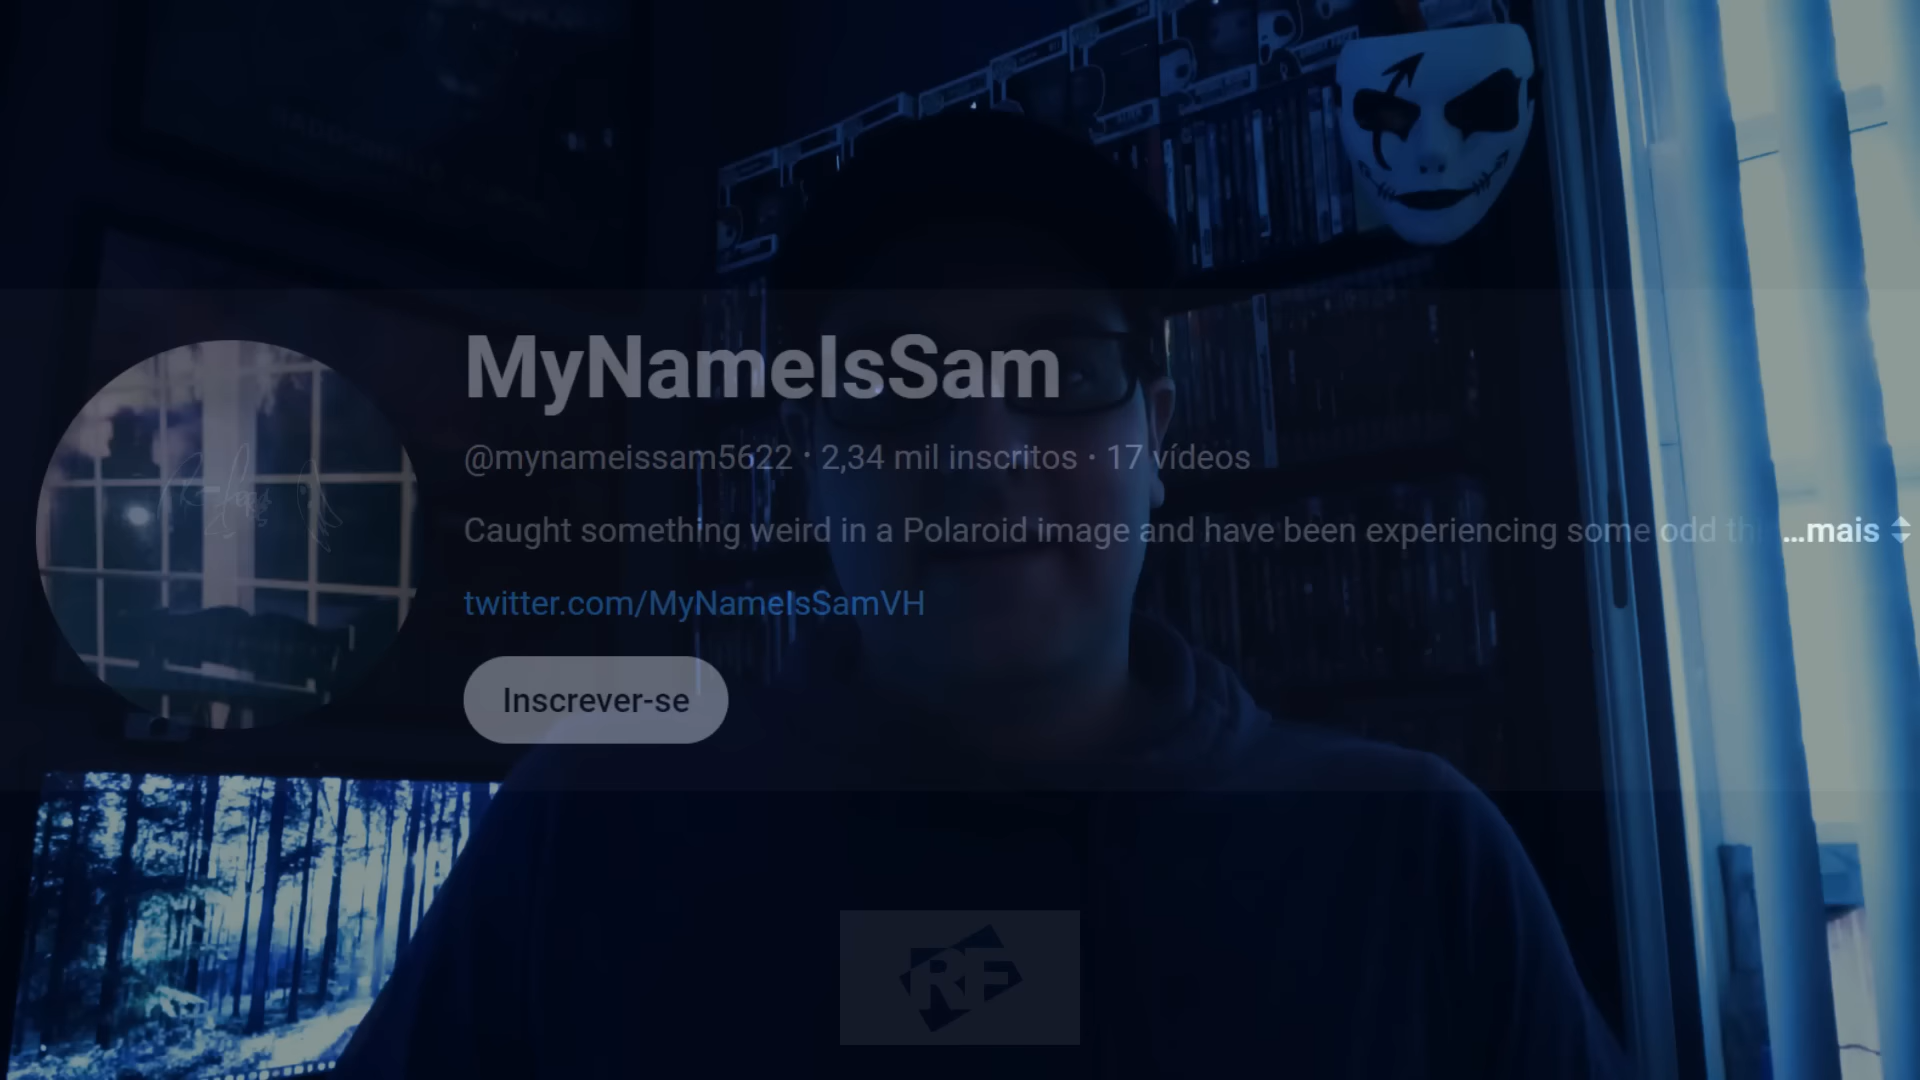 MyNameIsSam
@mynameissam5622 · 2,34 mil inscritos · 17 vídeos
Caught something weird in a Polaroid image and have been experiencing some odd th ...mais
twitter.com/MyNameIsSamVH
Inscrever-se
RF